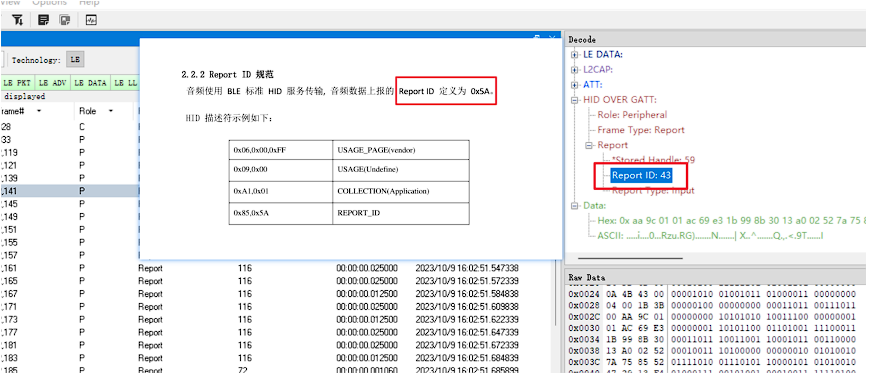 View Options Help
Technology: LE
LE PKT LE ADV LE DATA LE LL
displayed
rame# Role
28 C
33 P
,119 P
,121 P
,139 P
,141 P
,145 P
,149 P
,151 P
,155 P
,157 P
,161 P Report 116 00:00:00.025000 2023/10/9 16:02:51.547338
,165 P Report 116 00:00:00.025000 2023/10/9 16:02:51.572339
,167 P Report 116 00:00:00.012500 2023/10/9 16:02:51.584838
,171 P Report 116 00:00:00.025000 2023/10/9 16:02:51.609838
,173 P Report 116 00:00:00.012500 2023/10/9 16:02:51.622339
,177 P Report 116 00:00:00.025000 2023/10/9 16:02:51.647339
,181 P Report 116 00:00:00.025000 2023/10/9 16:02:51.672339
,183 P Report 116 00:00:00.012500 2023/10/9 16:02:51.684839
,185 P Report 72 00:00:00.001060 2023/10/9 16:02:51.685899
2.2.2 Report ID 规范
音频使用 BLE 标准 HID 服务传输, 音频数据上报的 Report ID 定义为 0x5A。
HID 描述符示例如下:
0x06,0x00,0xFF USAGE_PAGE(vendor)
0x09,0x00 USAGE(Undefine)
0xA1,0x01 COLLECTION(Application)
0x85,0x5A REPORT_ID
Decode
LE DATA:
L2CAP:
ATT:
HID OVER GATT:
Role: Peripheral
Frame Type: Report
Report
*Stored Handle: 59
Report ID: 43
Report Type: Input
Data:
Hex: 0x aa 9c 01 01 ac 69 e3 1b 99 8b 30 13 a0 02 52 7a 75 8
ASCII: .....i....0...Rzu.RG).......N.......| X..^.......Q.,.<.9T.....I
Raw Data
0x0024 0A 4B 43 00 00001010 01001011 01000011 00000000
0x0028 04 00 1B 3B 00000100 00000000 00011011 00111011
0x002C 00 AA 9C 01 00000000 10101010 10011100 00000001
0x0030 01 AC 69 E3 00000001 10101100 01101001 11100011
0x0034 1B 99 8B 30 00011011 10011001 10001011 00110000
0x0038 13 A0 02 52 00010011 10100000 00000010 01010010
0x003C 7A 75 85 52 01111010 01110101 10000101 01010010